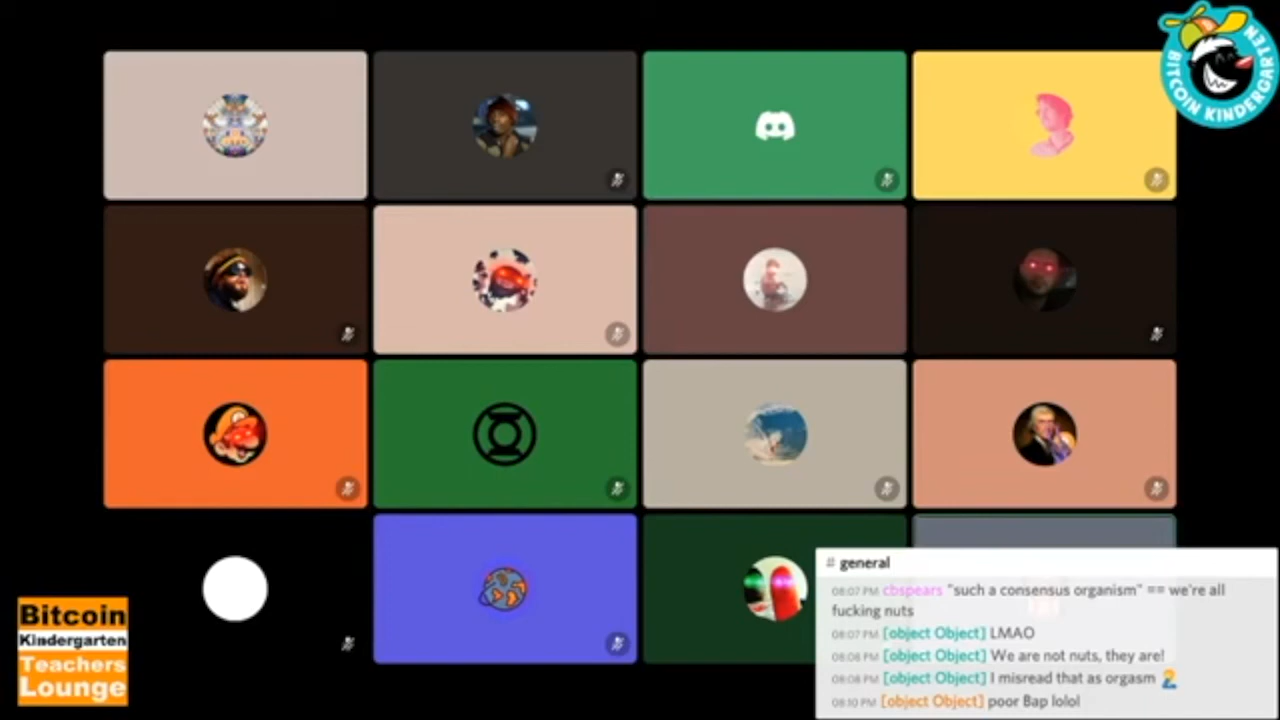 BITCOIN KINDERGARTEN
# general
08:07 PM cbspears "such a consensus organism" == we're all
fucking nuts
08:07 PM [object Object] LMAO
08:08 PM [object Object] We are not nuts, they are!
08:08 PM [object Object] I misread that as orgasm
08:10 PM [object Object] poor Bap lolol
Bitcoin
Kindergarten
Teachers
Lounge